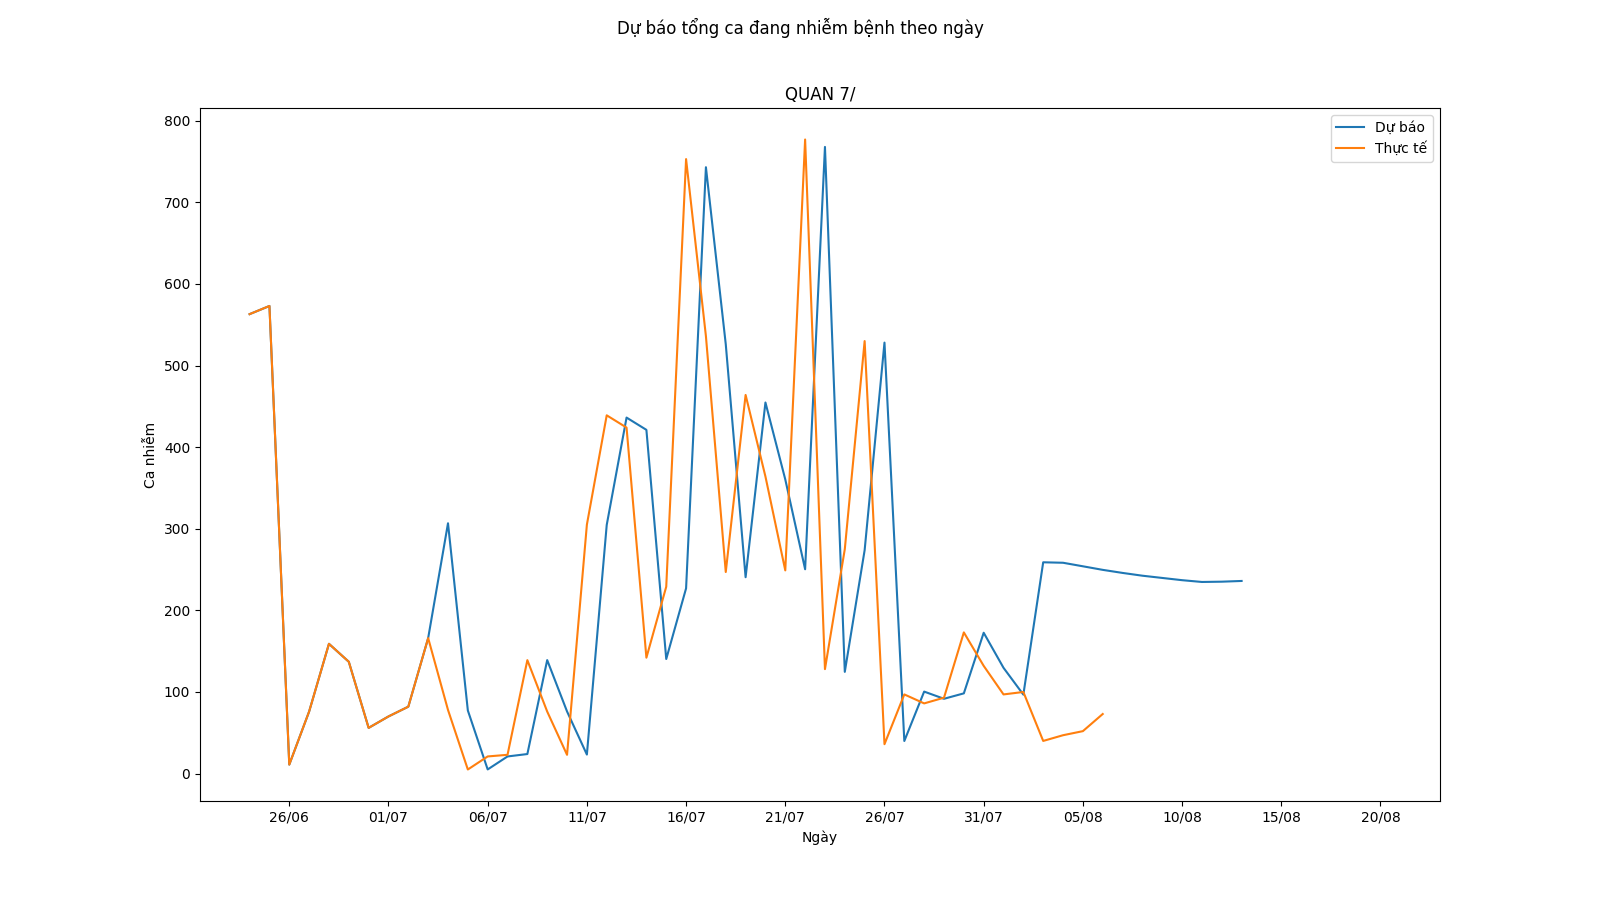 Dự báo tổng ca đang nhiễm bệnh theo ngày
QUAN 7/
Dự báo
Thực tế
800
700
600
500
400
300
200
100
0
Ca nhiễm
26/06 01/07 06/07 11/07 16/07 21/07 26/07 31/07 05/08 10/08 15/08 20/08
Ngày